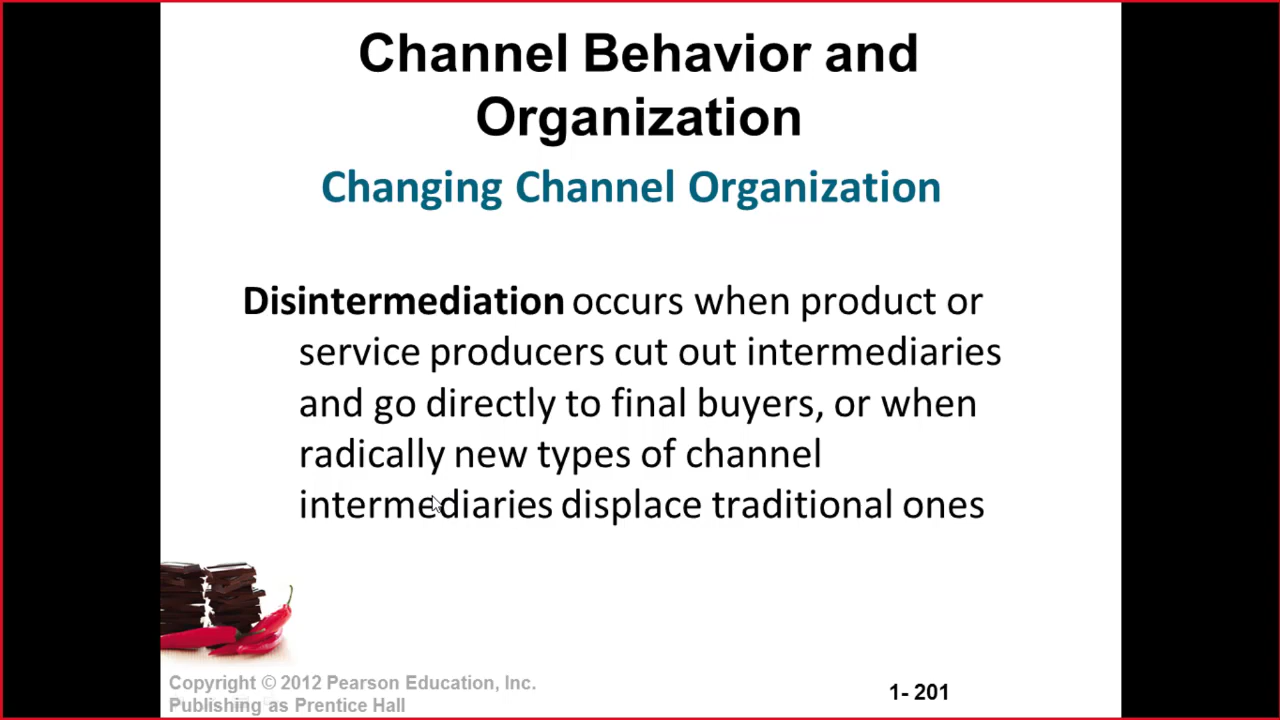 Channel Behavior and
Organization
Changing Channel Organization
Disintermediation occurs when product or
service producers cut out intermediaries
and go directly to final buyers, or when
radically new types of channel
intermediaries displace traditional ones
Copyright © 2012 Pearson Education, Inc.
Publishing as Prentice Hall
1- 201